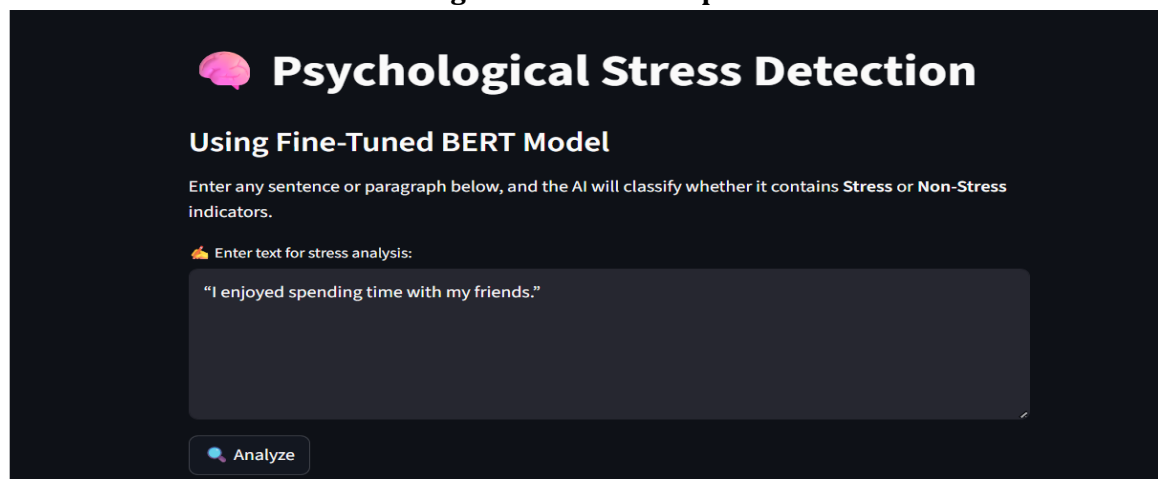 Psychological Stress Detection
Using Fine-Tuned BERT Model
Enter any sentence or paragraph below, and the AI will classify whether it contains Stress or Non-Stress
indicators.
Enter text for stress analysis:
“I enjoyed spending time with my friends.”
Analyze